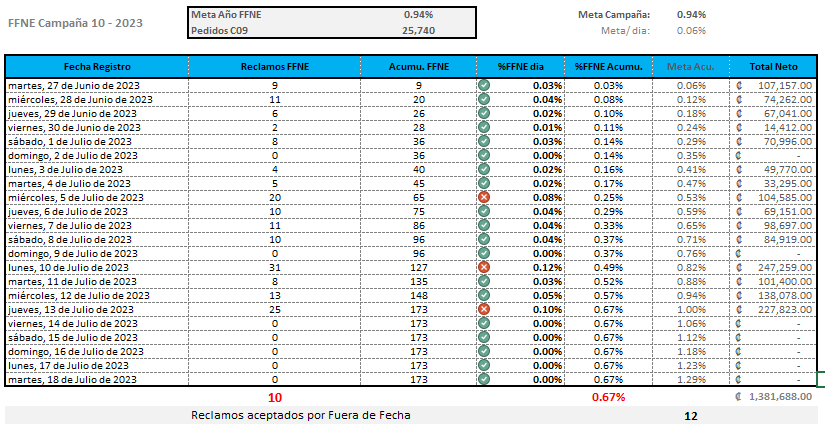 FFNE Campaña 10 - 2023
Meta Año FFNE 0.94%
Pedidos C09 25,740
Meta Campaña: 0.94%
Meta/ dia: 0.06%
Fecha Registro Reclamos FFNE Acumu. FFNE %FFNE dia %FFNE Acumu. Meta Acu. Total Neto
martes, 27 de Junio de 2023 9 9 0.03% 0.03% 0.06% ₡ 107,157.00
miércoles, 28 de Junio de 2023 11 20 0.04% 0.08% 0.12% ₡ 74,262.00
jueves, 29 de Junio de 2023 6 26 0.02% 0.10% 0.18% ₡ 67,041.00
viernes, 30 de Junio de 2023 2 28 0.01% 0.11% 0.24% ₡ 14,412.00
sábado, 1 de Julio de 2023 8 36 0.03% 0.14% 0.29% ₡ 70,996.00
domingo, 2 de Julio de 2023 0 36 0.00% 0.14% 0.35% ₡ -
lunes, 3 de Julio de 2023 4 40 0.02% 0.16% 0.41% ₡ 49,770.00
martes, 4 de Julio de 2023 5 45 0.02% 0.17% 0.47% ₡ 33,295.00
miércoles, 5 de Julio de 2023 20 65 0.08% 0.25% 0.53% ₡ 104,585.00
jueves, 6 de Julio de 2023 10 75 0.04% 0.29% 0.59% ₡ 69,151.00
viernes, 7 de Julio de 2023 11 86 0.04% 0.33% 0.65% ₡ 98,697.00
sábado, 8 de Julio de 2023 10 96 0.04% 0.37% 0.71% ₡ 84,919.00
domingo, 9 de Julio de 2023 0 96 0.00% 0.37% 0.76% ₡ -
lunes, 10 de Julio de 2023 31 127 0.12% 0.49% 0.82% ₡ 247,259.00
martes, 11 de Julio de 2023 8 135 0.03% 0.52% 0.88% ₡ 101,400.00
miércoles, 12 de Julio de 2023 13 148 0.05% 0.57% 0.94% ₡ 138,078.00
jueves, 13 de Julio de 2023 25 173 0.10% 0.67% 1.00% ₡ 227,823.00
viernes, 14 de Julio de 2023 0 173 0.00% 0.67% 1.06% ₡ -
sábado, 15 de Julio de 2023 0 173 0.00% 0.67% 1.12% ₡ -
domingo, 16 de Julio de 2023 0 173 0.00% 0.67% 1.18% ₡ -
lunes, 17 de Julio de 2023 0 173 0.00% 0.67% 1.23% ₡ -
martes, 18 de Julio de 2023 0 173 0.00% 0.67% 1.29% ₡ -
10 0.67% ₡ 1,381,688.00
Reclamos aceptados por Fuera de Fecha 12